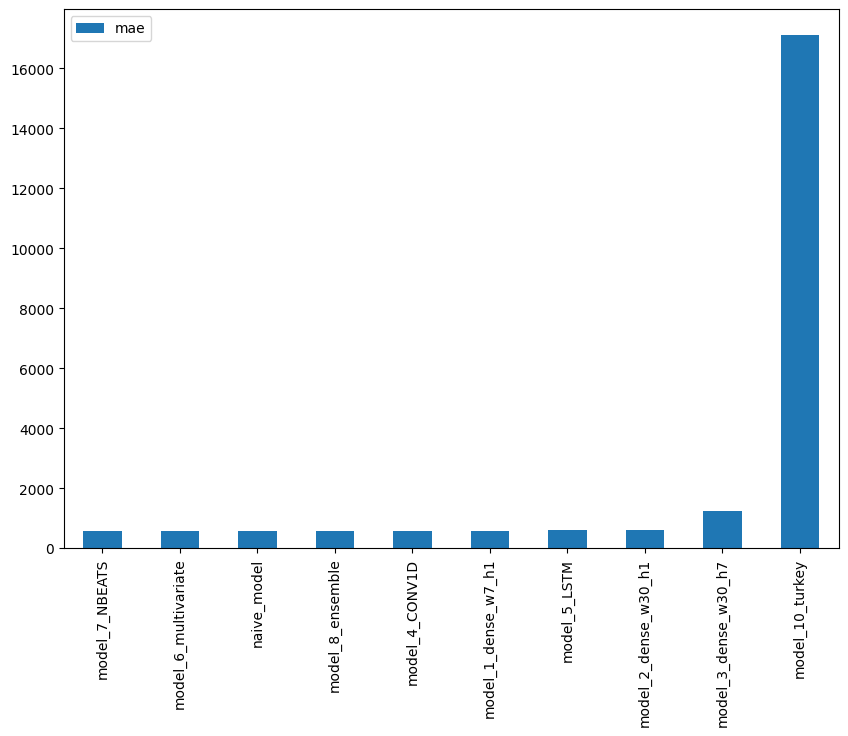 mae
16000
14000
12000
10000
8000
6000
4000
2000
0
model_7_NBEATS
model_6_multivariate
naive_model
model_8_ensemble
model_4_CONV1D
model_1_dense_w7_h1
model_5_LSTM
model_2_dense_w30_h1
model_3_dense_w30_h7
model_10_turkey